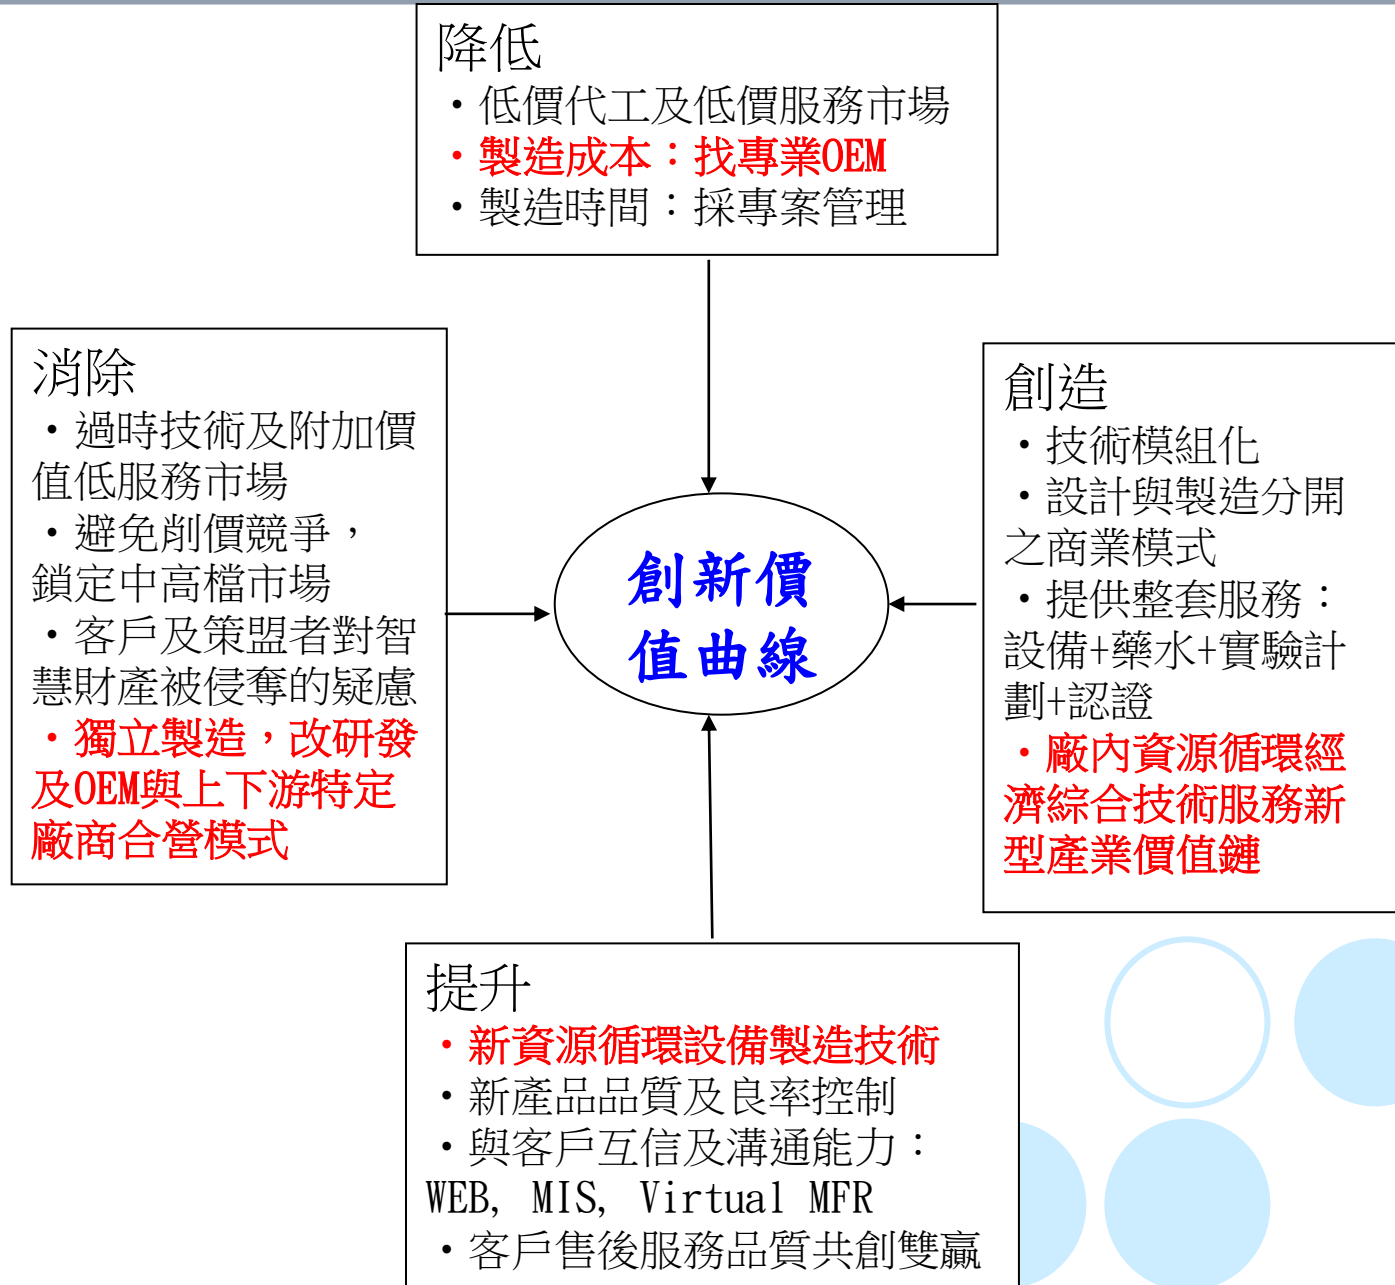 降低
・低價代工及低價服務市場
・製造成本：找專業OEM
・製造時間：採專案管理
消除
・過時技術及附加價
值低服務市場
・避免削價競爭，
鎖定中高檔市場
・客戶及策盟者對智
慧財產被侵奪的疑慮
・獨立製造，改研發
及OEM與上下游特定
廠商合營模式
創新價
值曲線
創造
・技術模組化
・設計與製造分開
之商業模式
・提供整套服務：
設備+藥水+實驗計
劃+認證
・廠內資源循環經
濟綜合技術服務新
型產業價值鏈
提升
・新資源循環設備製造技術
・新產品品質及良率控制
・與客戶互信及溝通能力：
WEB, MIS, Virtual MFR
・客戶售後服務品質共創雙贏